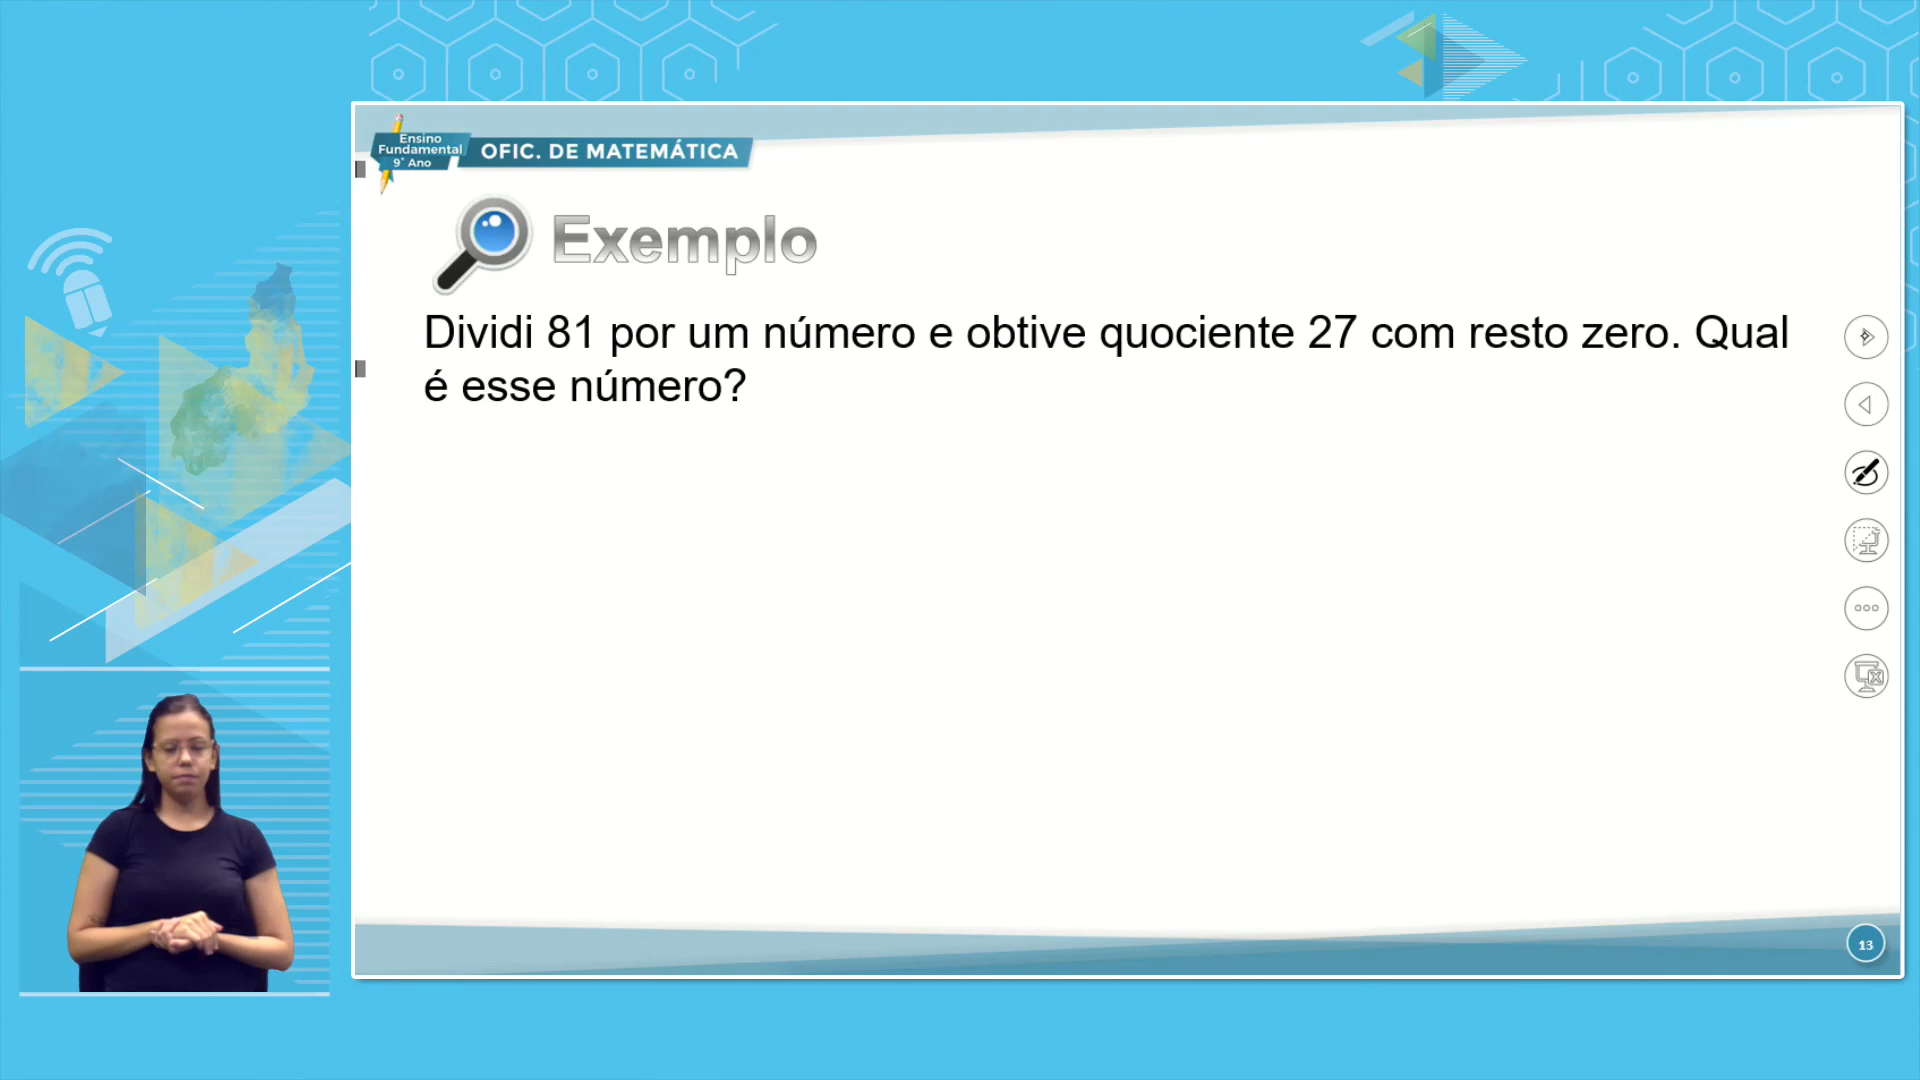 Ensino
Fundamental
9° Ano
OFIC. DE MATEMÁTICA
Exemplo
Dividi 81 por um número e obtive quociente 27 com resto zero. Qual
é esse número?
13